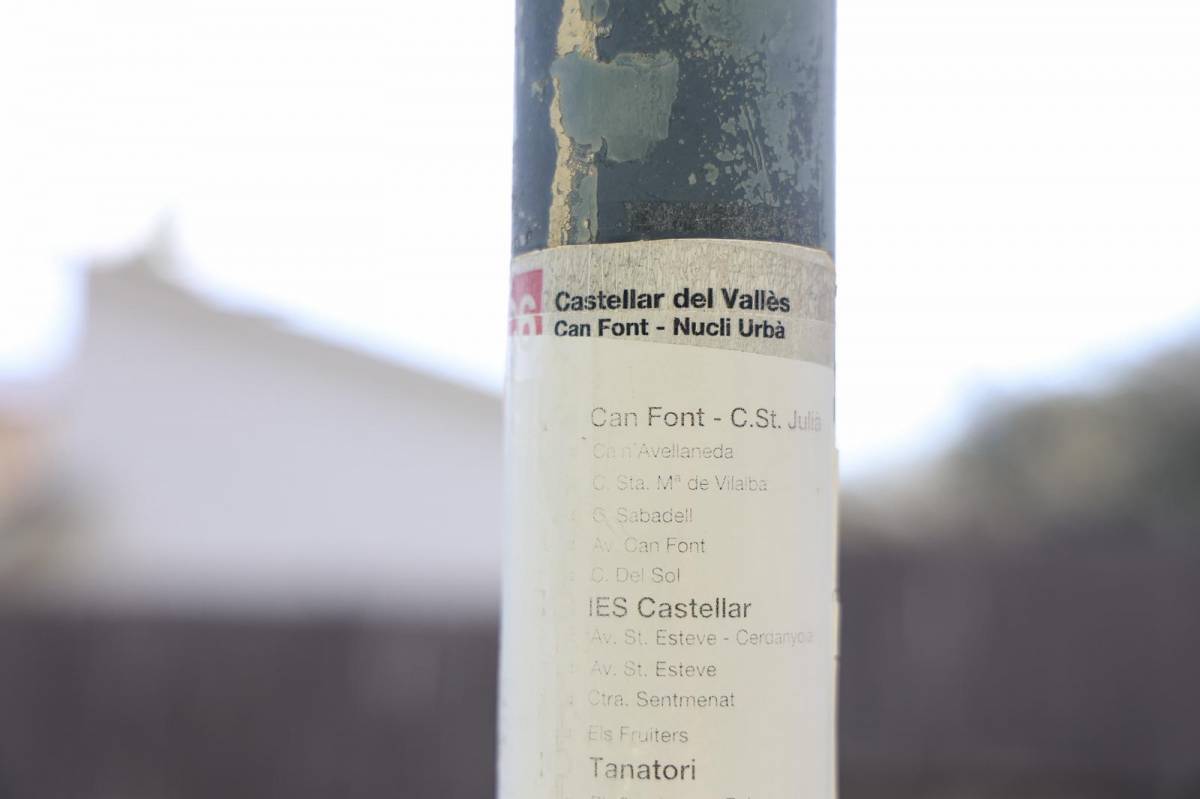 Castellar del Vallès
Can Font - Nucli Urbà
Can Font - C.St. Julià
Can Avellaneda
C. Sta. Mª de Vilalba
C. Sabadell
Av. Can Font
C. Del Sol
IES Castellar
Av. St. Esteve - Cerdanyola
Av. St. Esteve
Ctra. Sentmenat
Els Fruiters
Tanatori